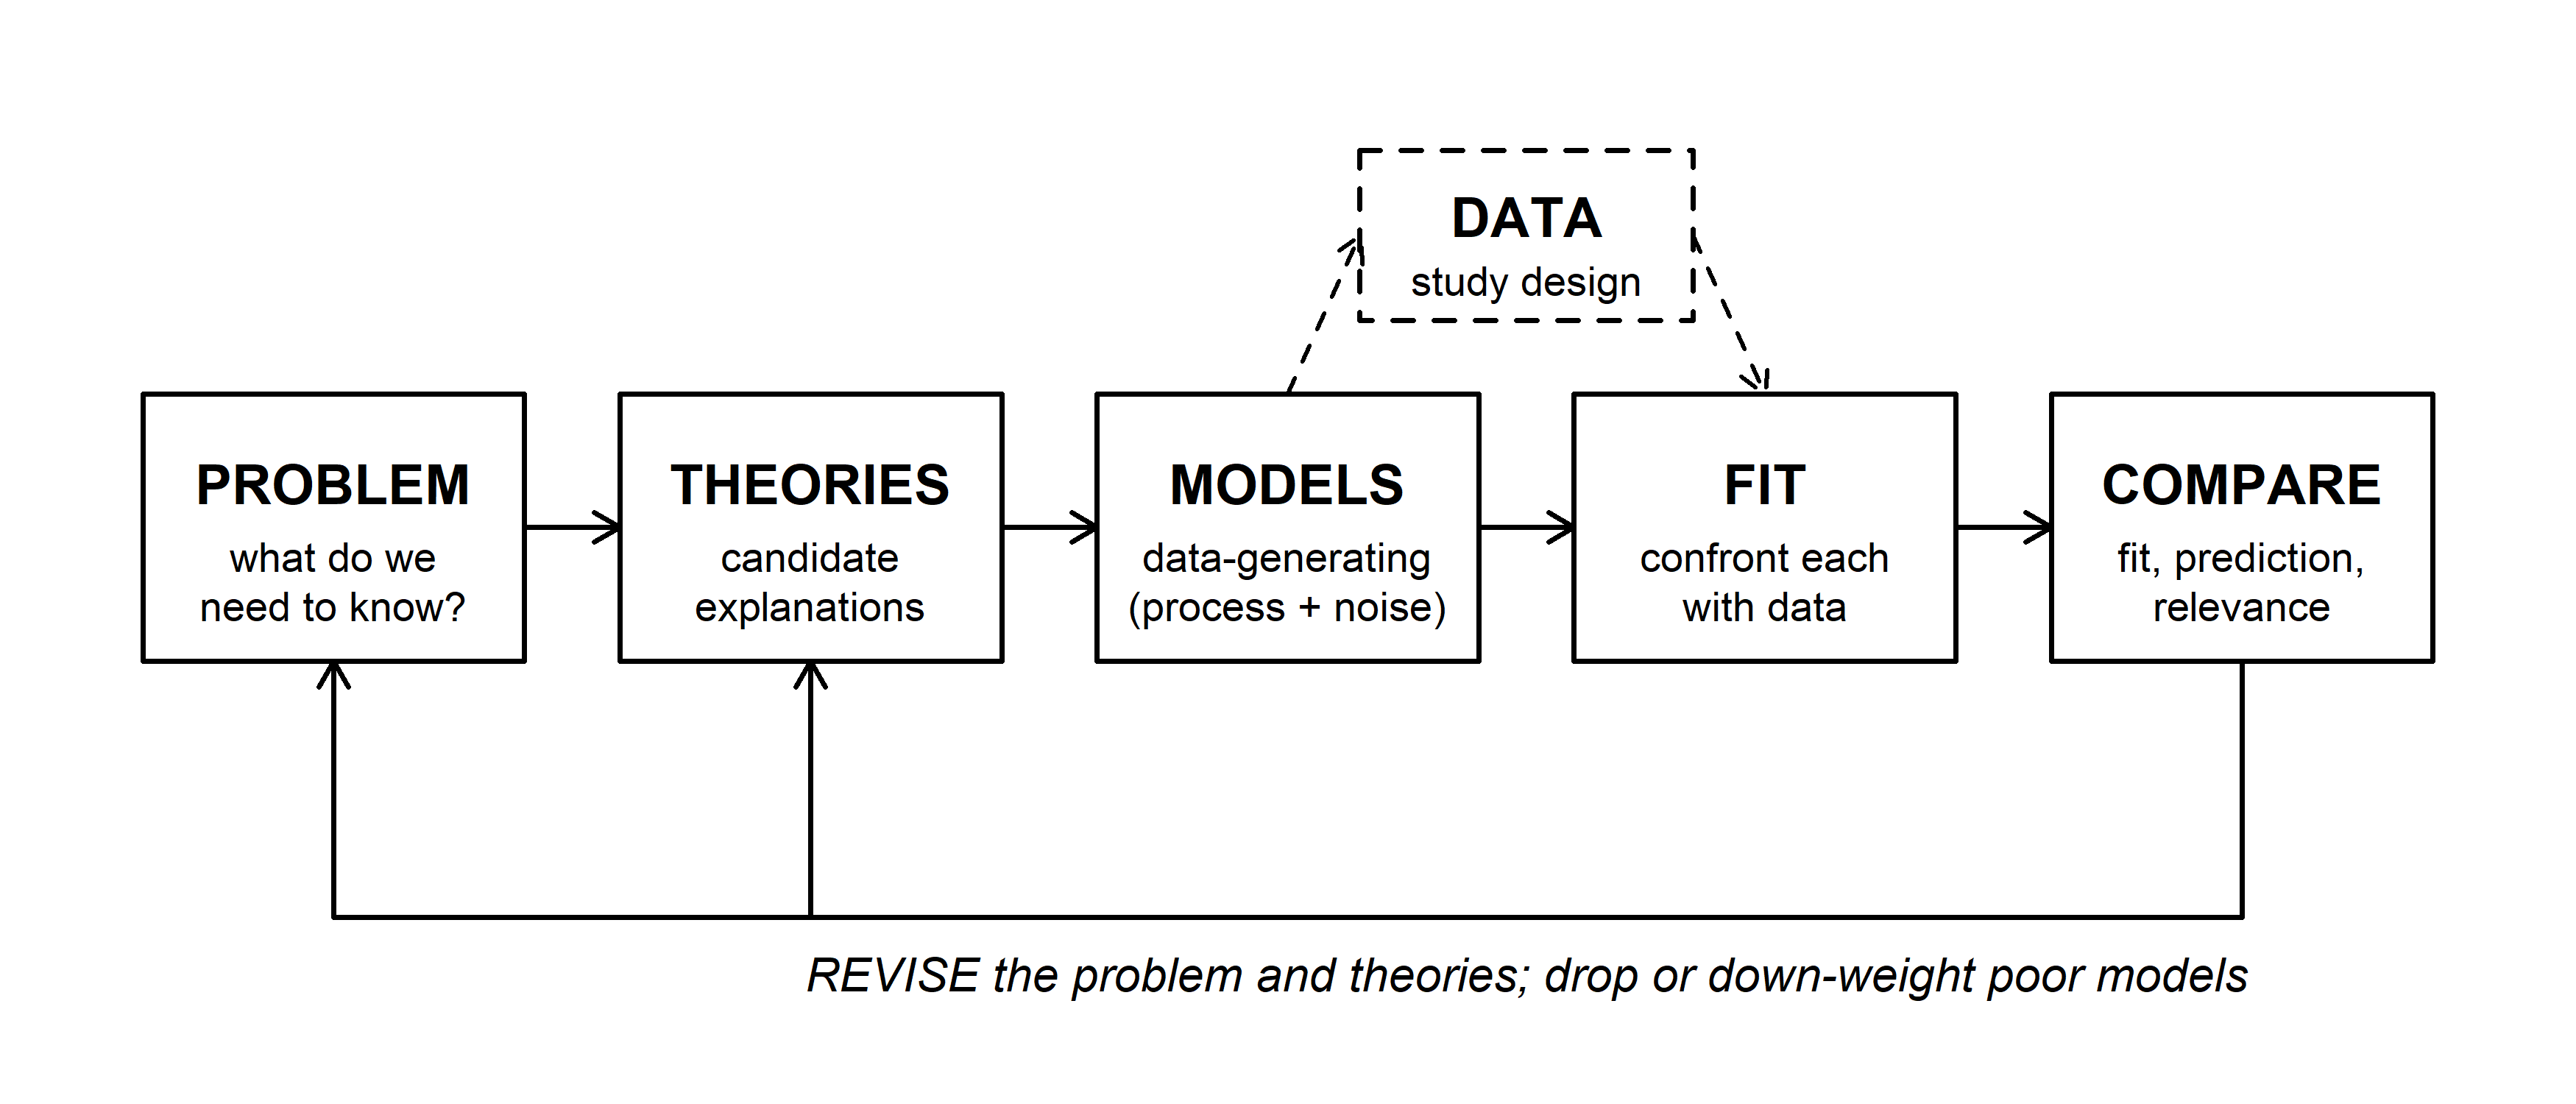 DATA
study design
PROBLEM
what do we
need to know?
THEORIES
candidate
explanations
MODELS
data-generating
(process + noise)
FIT
confront each
with data
COMPARE
fit, prediction,
relevance
REVISE the problem and theories; drop or down-weight poor models